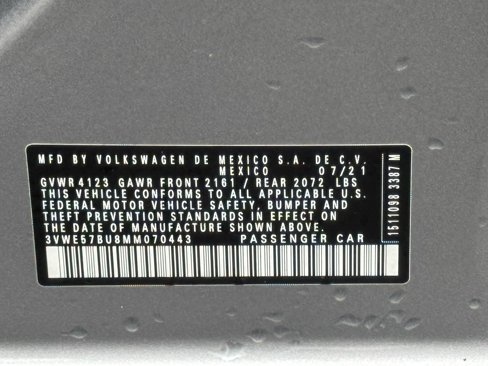 MFD BY VOLKSWAGEN DE MEXICO S.A. DE C.V.
MEXICO 07/21
GVWR 4123 GAWR FRONT 2161 / REAR 2072 LBS
THIS VEHICLE CONFORMS TO ALL APPLICABLE U.S.
FEDERAL MOTOR VEHICLE SAFETY, BUMPER AND
THEFT PREVENTION STANDARDS IN EFFECT ON
THE DATE OF MANUFACTURE SHOWN ABOVE.
3VWE57BU8MM070443 PASSENGER CAR
1511098 3387 M